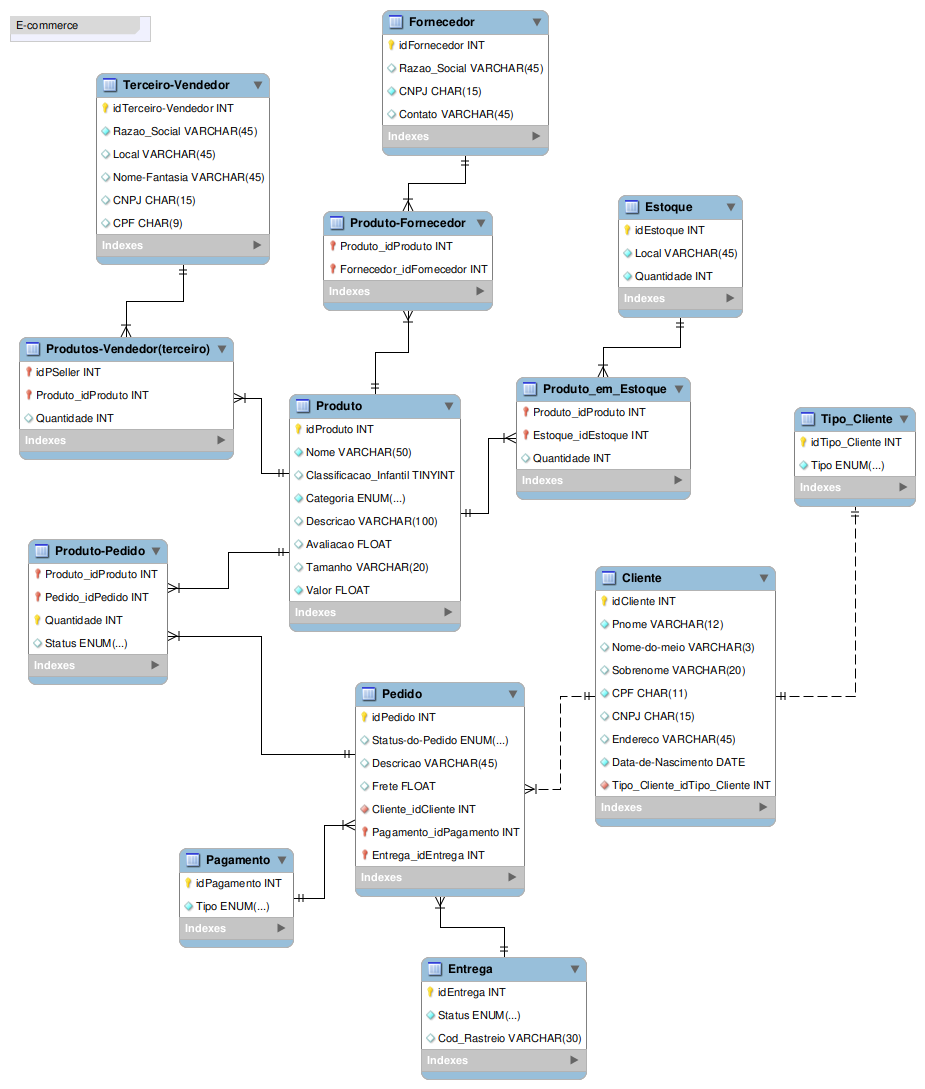 E-commerce
Fornecedor
idFornecedor INT
Razao_Social VARCHAR(45)
CNPJ CHAR(15)
Contato VARCHAR(45)
Indexes
Terceiro-Vendedor
idTerceiro-Vendedor INT
Razao_Social VARCHAR(45)
Local VARCHAR(45)
Nome-Fantasia VARCHAR(45)
CNPJ CHAR(15)
CPF CHAR(9)
Indexes
Produto-Fornecedor
Produto_idProduto INT
Fornecedor_idFornecedor INT
Indexes
Estoque
idEstoque INT
Local VARCHAR(45)
Quantidade INT
Indexes
Produtos-Vendedor(terceiro)
idPSeller INT
Produto_idProduto INT
Quantidade INT
Indexes
Produto
idProduto INT
Nome VARCHAR(50)
Classificacao_Infantil TINYINT
Categoria ENUM(...)
Descricao VARCHAR(100)
Avaliacao FLOAT
Tamanho VARCHAR(20)
Valor FLOAT
Indexes
Produto_em_Estoque
Produto_idProduto INT
Estoque_idEstoque INT
Quantidade INT
Indexes
Tipo_Cliente
idTipo_Cliente INT
Tipo ENUM(...)
Indexes
Produto-Pedido
Produto_idProduto INT
Pedido_idPedido INT
Quantidade INT
Status ENUM(...)
Indexes
Cliente
idCliente INT
Pnome VARCHAR(12)
Nome-do-meio VARCHAR(3)
Sobrenome VARCHAR(20)
CPF CHAR(11)
CNPJ CHAR(15)
Endereco VARCHAR(45)
Data-de-Nascimento DATE
Tipo_Cliente_idTipo_Cliente INT
Indexes
Pedido
idPedido INT
Status-do-Pedido ENUM(...)
Descricao VARCHAR(45)
Frete FLOAT
Cliente_idCliente INT
Pagamento_idPagamento INT
Entrega_idEntrega INT
Indexes
Pagamento
idPagamento INT
Tipo ENUM(...)
Indexes
Entrega
idEntrega INT
Status ENUM(...)
Cod_Rastreio VARCHAR(30)
Indexes